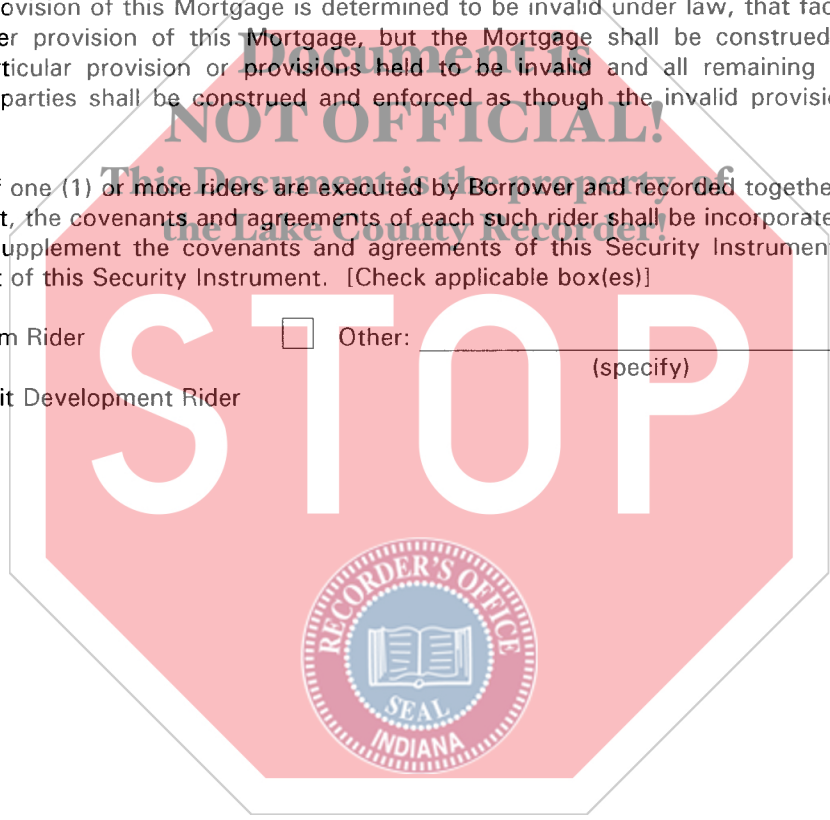 ovision of this Mortgage is determined to be invalid under law, that fac
er provision of this Mortgage, but the Mortgage shall be construed
Document is
rticular provision or provisions held to be invalid and all remaining
parties shall be construed and enforced as though the invalid provisi
NOT OFFICIAL!
This Document is the property of
f one (1) or more riders are executed by Borrower and recorded togethe
t, the covenants and agreements of each such rider shall be incorporate
the Lake County Recorder!
upplement the covenants and agreements of this Security Instrumen
t of this Security Instrument. [Check applicable box(es)]
m Rider Other:
(specify)
it Development Rider
STOP
RECORDER'S OFFICE
SEAL
INDIANA